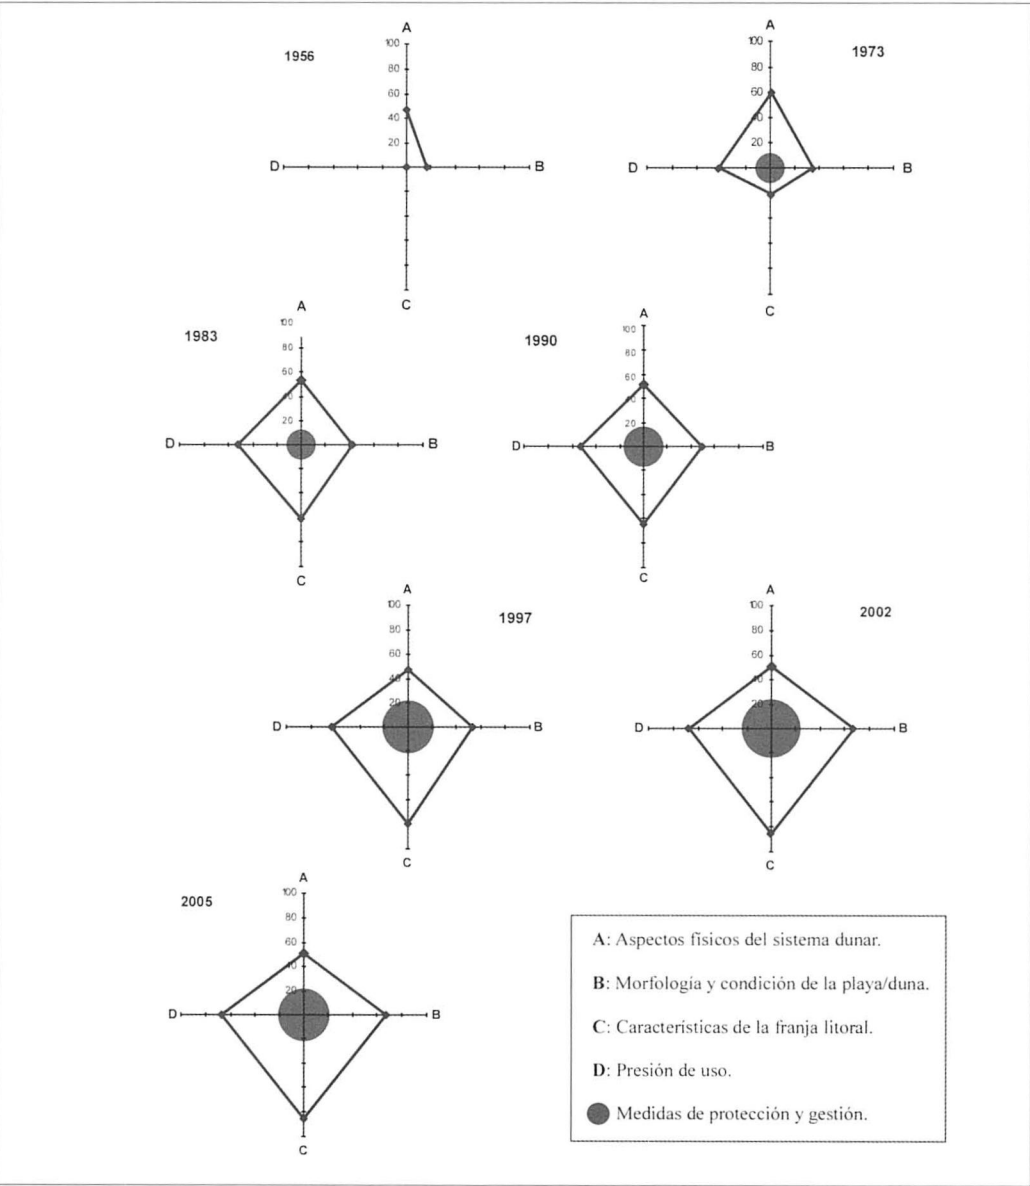 1956
A
100
80
60
40
20
D
B
C
1973
A
100
80
60
40
20
D
B
C
1983
A
100
80
60
40
20
D
B
C
1990
A
100
80
60
40
20
D
B
C
1997
A
100
80
60
40
20
D
B
C
2002
A
100
80
60
40
20
D
B
C
2005
A
100
80
60
40
20
D
B
C
A: Aspectos físicos del sistema dunar.
B: Morfología y condición de la playa/duna.
C: Características de la franja litoral.
D: Presión de uso.
Medidas de protección y gestión.